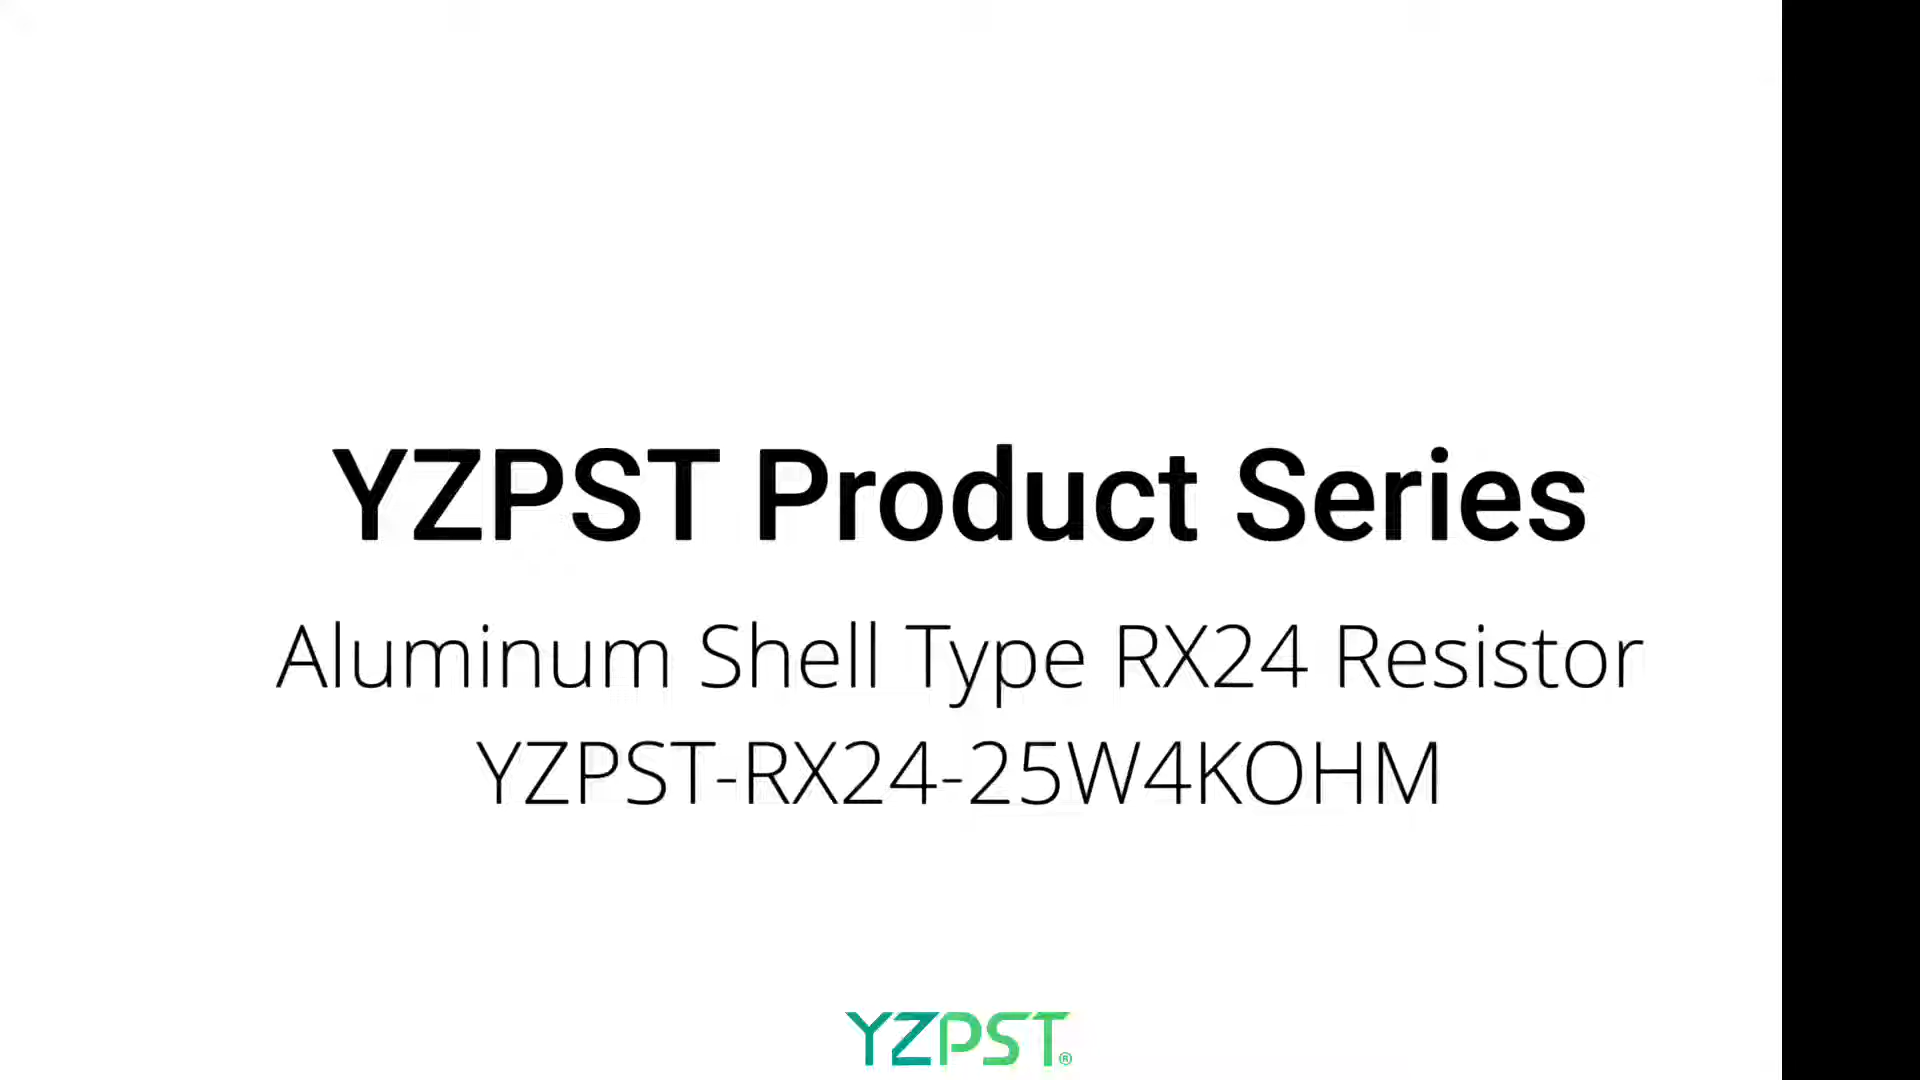 YZPST Product Series
Aluminum Shell Type RX24 Resistor
YZPST-RX24-25W4KOHM
YZPST®